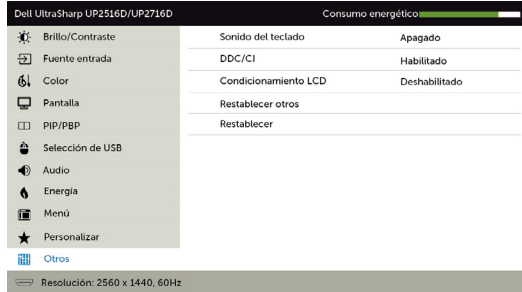 Dell UltraSharp UP2516D/UP2716D Consumo energético
Brillo/Contraste Sonido del teclado Apagado
Fuente entrada DDC/CI Habilitado
Color Condicionamiento LCD Deshabilitado
Pantalla Restablecer otros
PIP/PBP Restablecer
Selección de USB
Audio
Energía
Menú
Personalizar
Otros
Resolución: 2560 x 1440, 60Hz